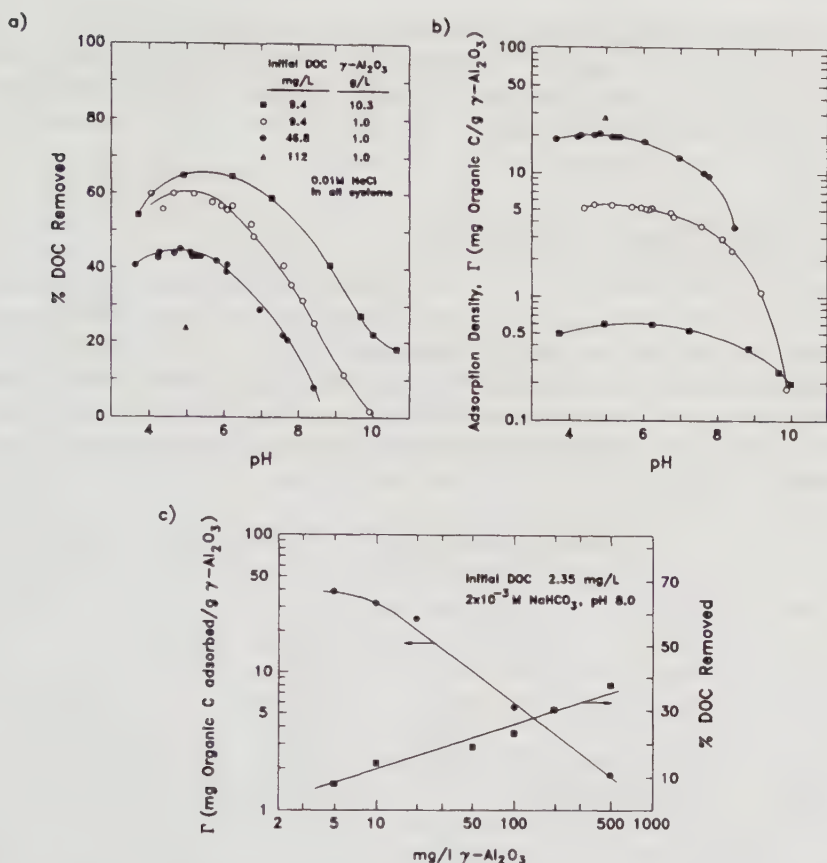 a)
100
80
60
40
20
0
% DOC Removed
4 6 8 10
pH
Initial DOC γ-Al₂O₃
mg/L g/L
9.4 10.3
9.4 1.0
46.8 1.0
112 1.0
0.01M NaCl
in all systems
b)
100
50
10
5
1
0.5
0.1
Adsorption Density, Γ (mg Organic C/g γ-Al₂O₃)
4 6 8 10
pH
c)
100
50
10
5
1
Γ (mg Organic C adsorbed/g γ-Al₂O₃)
Initial DOC 2.35 mg/L
2x10⁻³ M NaHCO₃, pH 8.0
70
50
30
10
% DOC Removed
2 5 10 50 100 500 1000
mg/l γ-Al₂O₃